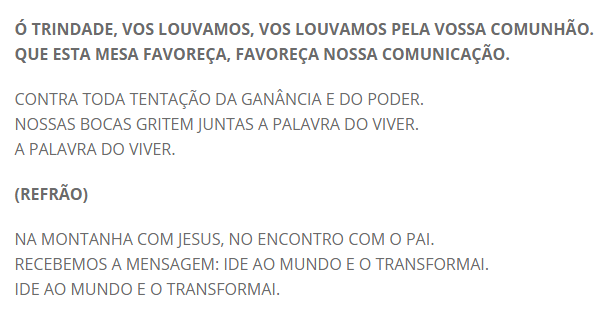 Ó TRINDADE, VOS LOUVAMOS, VOS LOUVAMOS PELA VOSSA COMUNHÃO.
QUE ESTA MESA FAVOREÇA, FAVOREÇA NOSSA COMUNICAÇÃO.
CONTRA TODA TENTAÇÃO DA GANÂNCIA E DO PODER.
NOSSAS BOCAS GRITEM JUNTAS A PALAVRA DO VIVER.
A PALAVRA DO VIVER.
(REFRÃO)
NA MONTANHA COM JESUS, NO ENCONTRO COM O PAI.
RECEBEMOS A MENSAGEM: IDE AO MUNDO E O TRANSFORMAI.
IDE AO MUNDO E O TRANSFORMAI.